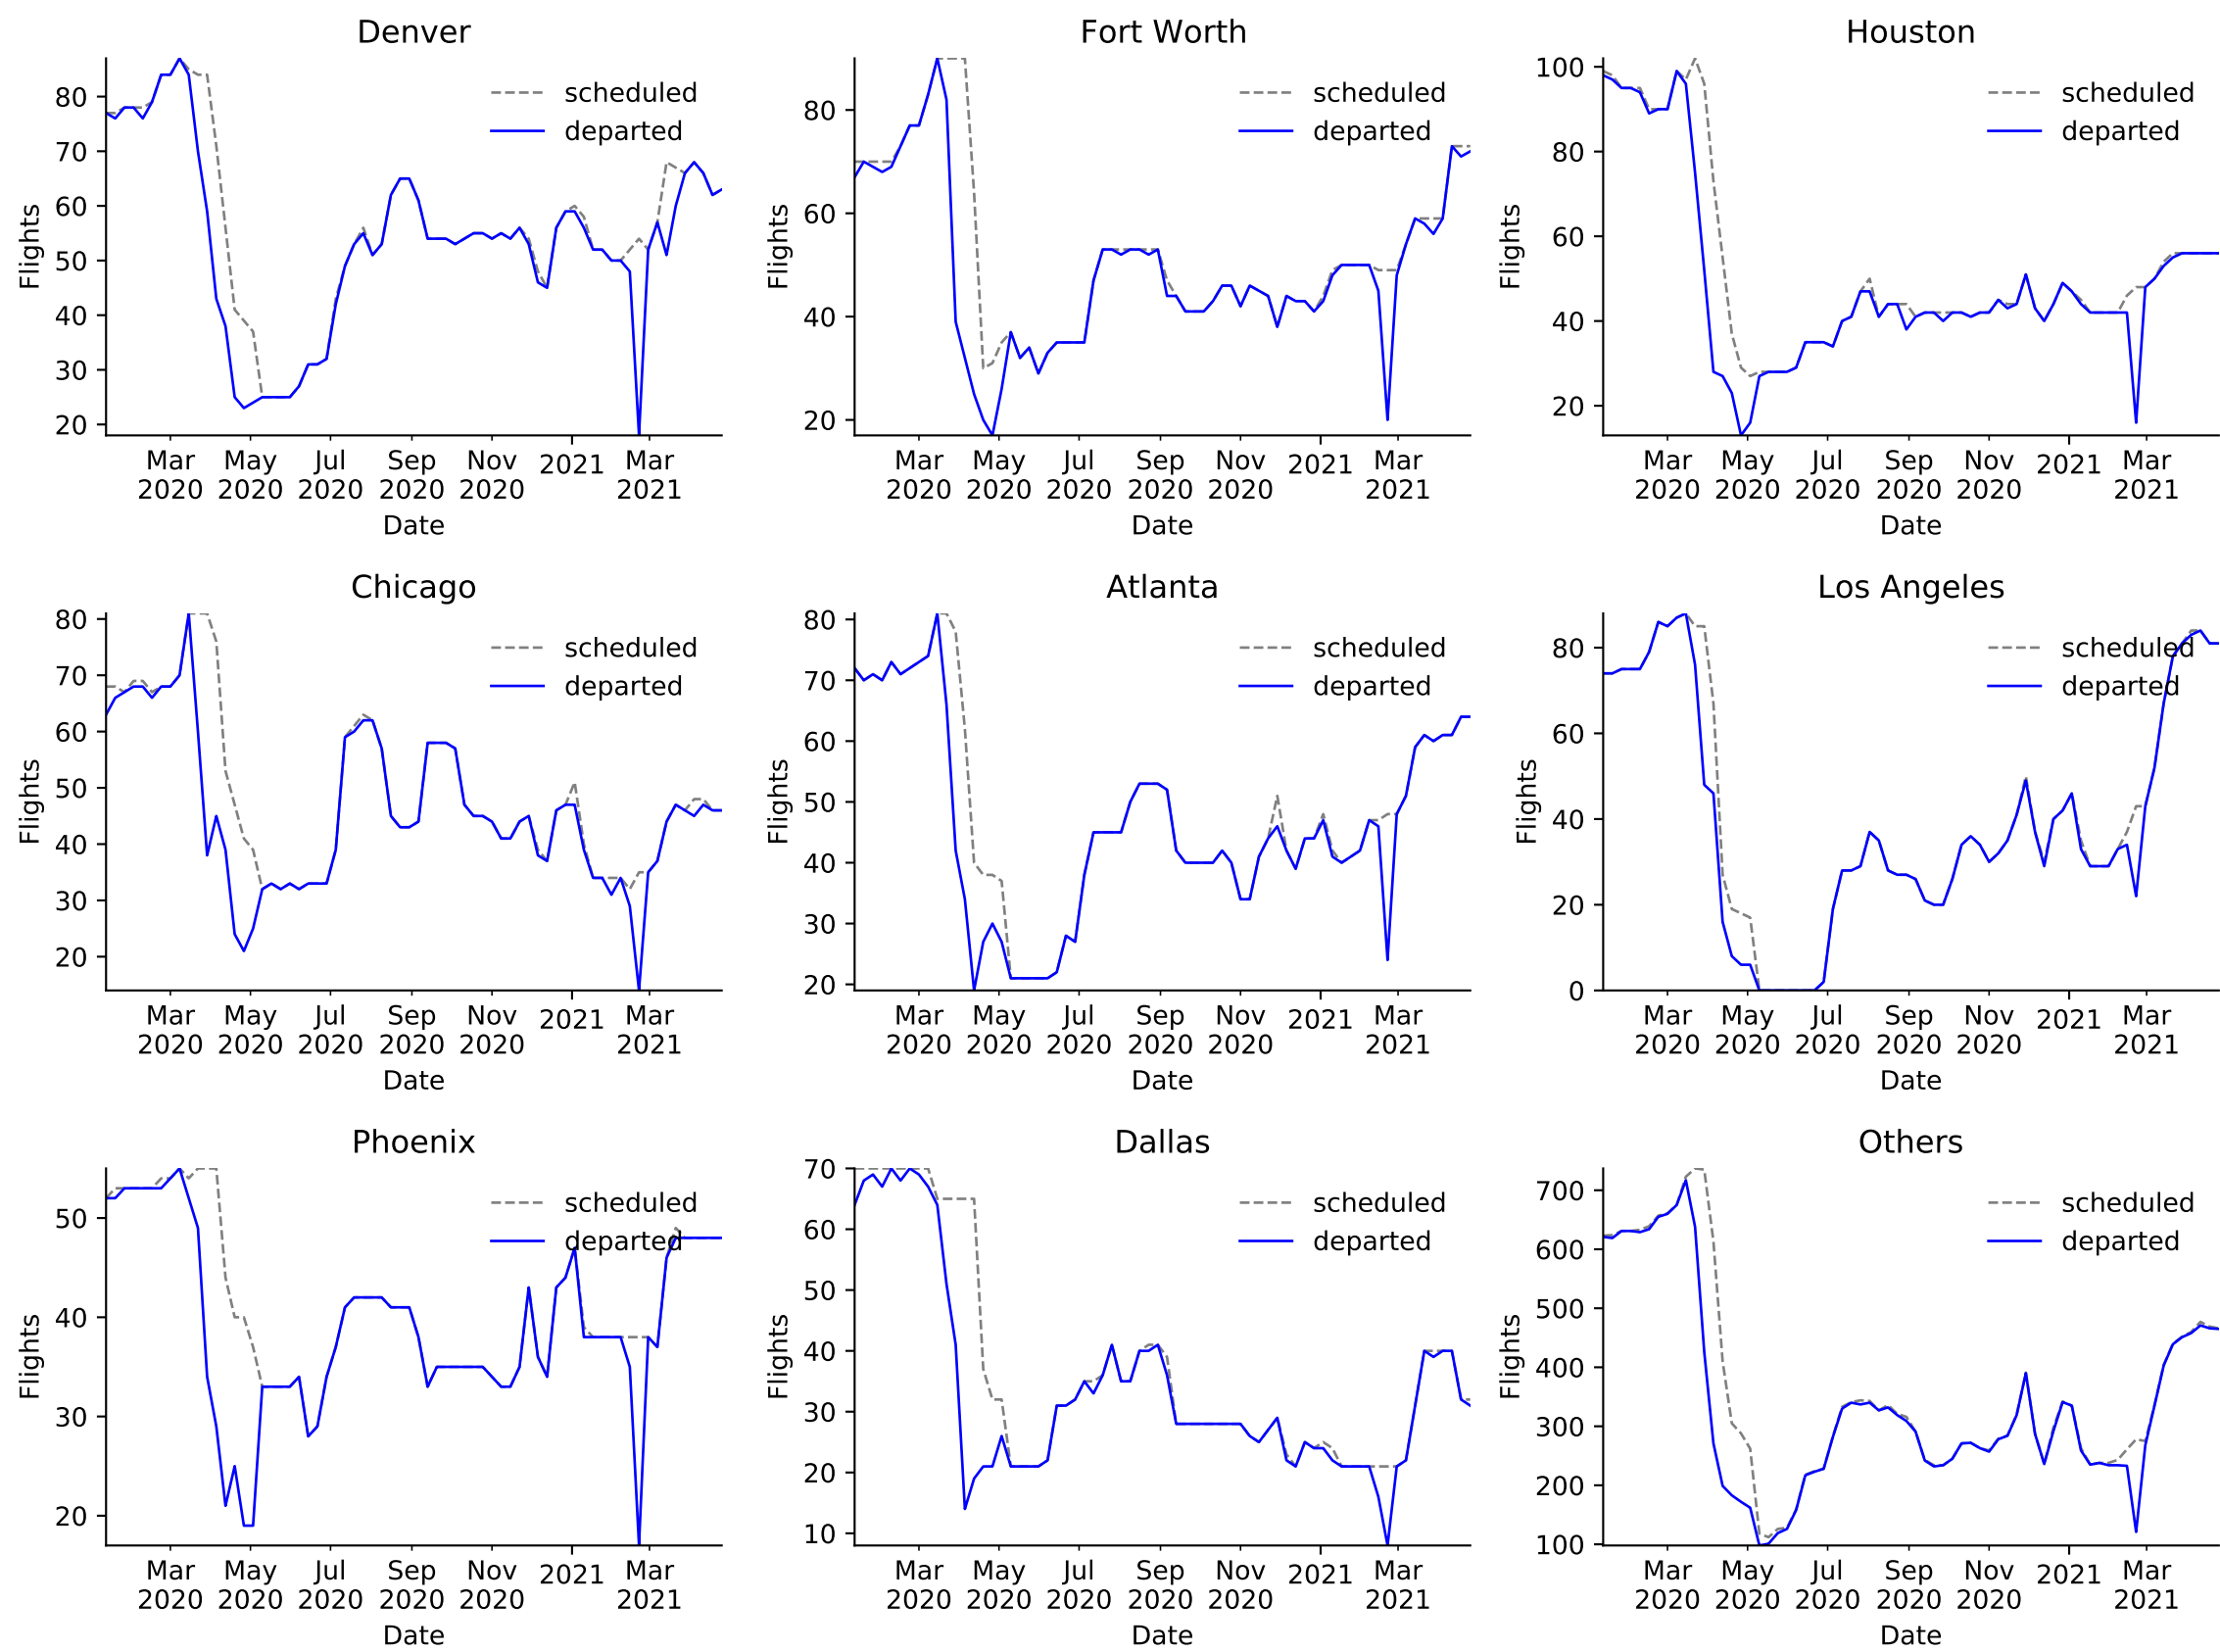 Denver
Flights
80
70
60
50
40
30
20
scheduled
departed
Mar May Jul Sep Nov 2021 Mar
2020 2020 2020 2020 2020 2021
Date
Fort Worth
Flights
80
60
40
20
scheduled
departed
Mar May Jul Sep Nov 2021 Mar
2020 2020 2020 2020 2020 2021
Date
Houston
Flights
100
80
60
40
20
scheduled
departed
Mar May Jul Sep Nov 2021 Mar
2020 2020 2020 2020 2020 2021
Date
Chicago
Flights
80
70
60
50
40
30
20
scheduled
departed
Mar May Jul Sep Nov 2021 Mar
2020 2020 2020 2020 2020 2021
Date
Atlanta
Flights
80
70
60
50
40
30
20
scheduled
departed
Mar May Jul Sep Nov 2021 Mar
2020 2020 2020 2020 2020 2021
Date
Los Angeles
Flights
80
60
40
20
0
scheduled
departed
Mar May Jul Sep Nov 2021 Mar
2020 2020 2020 2020 2020 2021
Date
Phoenix
Flights
50
40
30
20
scheduled
departed
Mar May Jul Sep Nov 2021 Mar
2020 2020 2020 2020 2020 2021
Date
Dallas
Flights
70
60
50
40
30
20
10
scheduled
departed
Mar May Jul Sep Nov 2021 Mar
2020 2020 2020 2020 2020 2021
Date
Others
Flights
700
600
500
400
300
200
100
scheduled
departed
Mar May Jul Sep Nov 2021 Mar
2020 2020 2020 2020 2020 2021
Date